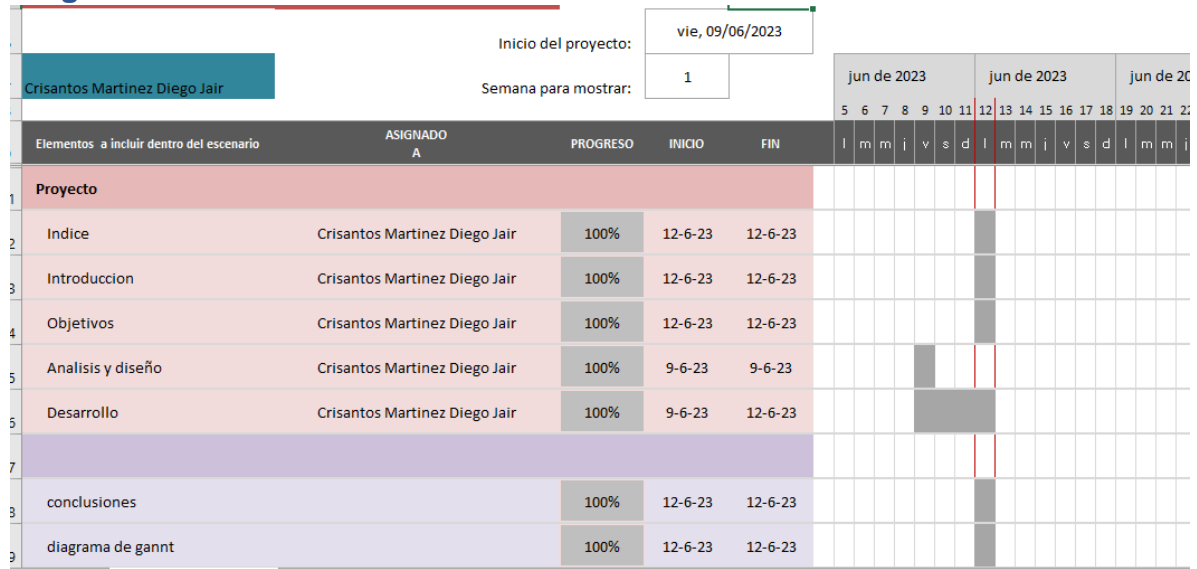 Inicio del proyecto: vie, 09/06/2023
Crisantos Martinez Diego Jair Semana para mostrar: 1 jun de 2023 jun de 2023 jun de
5 6 7 8 9 10 11 12 13 14 15 16 17 18 19 20 21 22
Elementos a incluir dentro del escenario ASIGNADO A PROGRESO INICIO FIN l m m j v s d l m m j v s d l m m j
Proyecto
Indice Crisantos Martinez Diego Jair 100% 12-6-23 12-6-23
Introduccion Crisantos Martinez Diego Jair 100% 12-6-23 12-6-23
Objetivos Crisantos Martinez Diego Jair 100% 12-6-23 12-6-23
Analisis y diseño Crisantos Martinez Diego Jair 100% 9-6-23 9-6-23
Desarrollo Crisantos Martinez Diego Jair 100% 9-6-23 12-6-23
conclusiones 100% 12-6-23 12-6-23
diagrama de gannt 100% 12-6-23 12-6-23